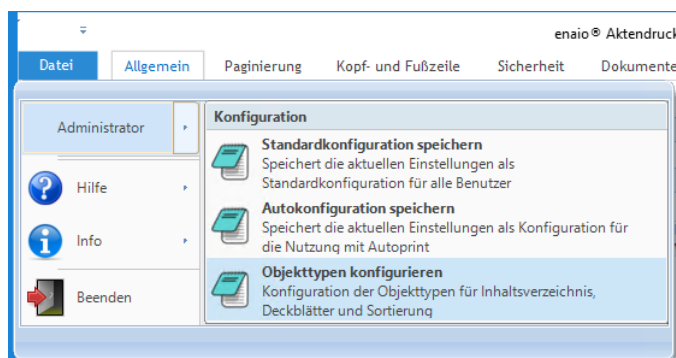 enaio® Aktendruck
Datei Allgemein Paginierung Kopf- und Fußzeile Sicherheit Dokumente
Administrator
Hilfe
Info
Beenden
Konfiguration
Standardkonfiguration speichern
Speichert die aktuellen Einstellungen als
Standardkonfiguration für alle Benutzer
Autokonfiguration speichern
Speichert die aktuellen Einstellungen als Konfiguration für
die Nutzung mit Autoprint
Objekttypen konfigurieren
Konfiguration der Objekttypen für Inhaltsverzeichnis,
Deckblätter und Sortierung